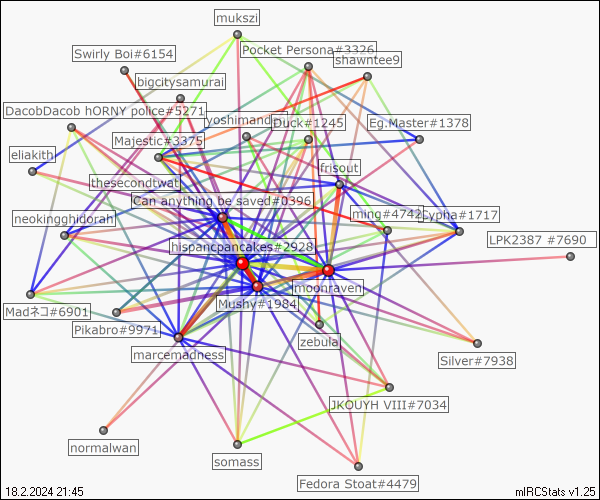 mukszi
Pocket Persona#3326
Swirly Boi#6154
shawntee9
bigcitysamurai
DacobDacob hORNY police#5271
yoshimando
Duck#1245
Eg.Master#1378
Majestic#3375
eliakith
frisout
thesecondtwat
Can anything be saved#0396
neokingghidorah
ming#4742
Cypha#1717
LPK2387 #7690
hispancpantakes#2928
moonraven
Madネコ#6901
Mushy#1984
Pikabro#9971
zebula
marcemadness
Silver#7938
JKOUYH VIII#7034
normalwan
somass
Fedora Stoat#4479
18.2.2024 21:45
mIRCStats v1.25